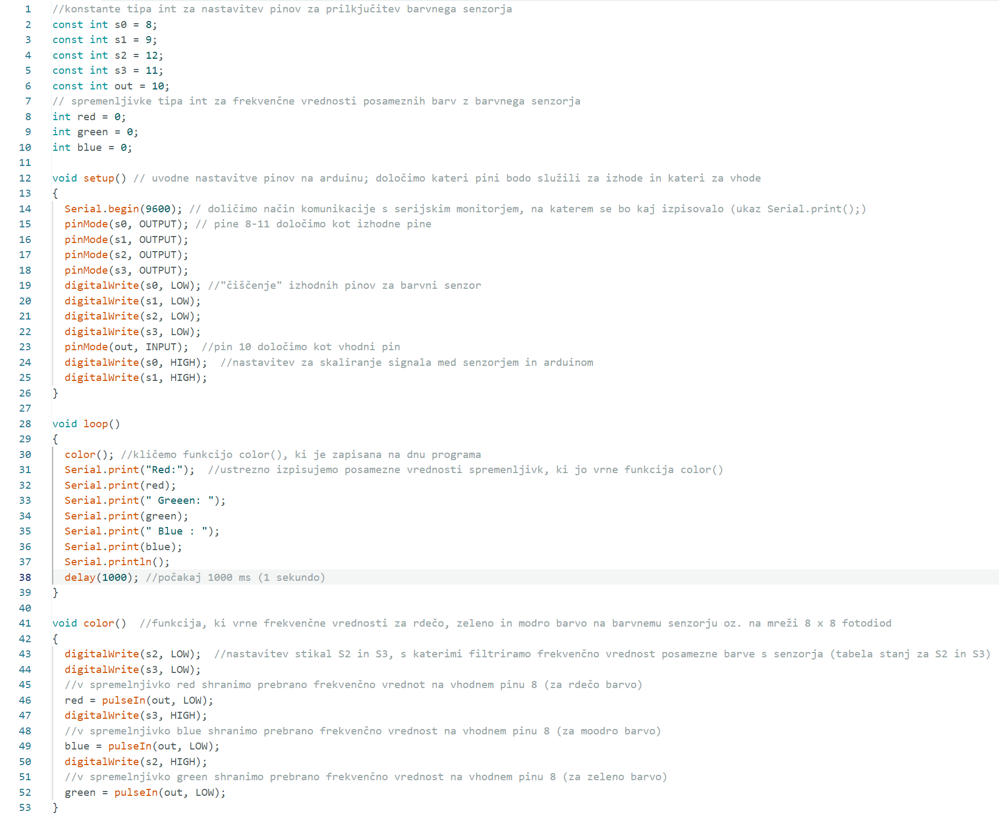 1 //konstante tipa int za nastavitev pinov za prilkjučitev barvnega senzorja
2 const int s0 = 8;
3 const int s1 = 9;
4 const int s2 = 12;
5 const int s3 = 11;
6 const int out = 10;
7 // spremenljivke tipa int za frekvenčne vrednosti posameznih barv z barvnega senzorja
8 int red = 0;
9 int green = 0;
10 int blue = 0;
11
12 void setup() // uvodne nastavitve pinov na arduinu; določimo kateri pini bodo služili za izhode in kateri za vhode
13 {
14   Serial.begin(9600); // doličimo način komunikacije s serijskim monitorjem, na katerem se bo kaj izpisovalo (ukaz Serial.print();)
15   pinMode(s0, OUTPUT); // pine 8-11 določimo kot izhodne pine
16   pinMode(s1, OUTPUT);
17   pinMode(s2, OUTPUT);
18   pinMode(s3, OUTPUT);
19   digitalWrite(s0, LOW); //"čiščenje" izhodnih pinov za barvni senzor
20   digitalWrite(s1, LOW);
21   digitalWrite(s2, LOW);
22   digitalWrite(s3, LOW);
23   pinMode(out, INPUT);  //pin 10 določimo kot vhodni pin
24   digitalWrite(s0, HIGH);  //nastavitev za skaliranje signala med senzorjem in arduinom
25   digitalWrite(s1, HIGH);
26 }
27
28 void loop()
29 {
30   color(); //kličemo funkcijo color(), ki je zapisana na dnu programa
31   Serial.print("Red:");  //ustrezno izpisujemo posamezne vrednosti spremenljivk, ki jo vrne funkcija color()
32   Serial.print(red);
33   Serial.print(" Greeen: ");
34   Serial.print(green);
35   Serial.print(" Blue : ");
36   Serial.print(blue);
37   Serial.println();
38   delay(1000); //počakaj 1000 ms (1 sekundo)
39 }
40
41 void color()  //funkcija, ki vrne frekvenčne vrednosti za rdečo, zeleno in modro barvo na barvnemu senzorju oz. na mreži 8 x 8 fotodiod
42 {
43   digitalWrite(s2, LOW);  //nastavitev stikal S2 in S3, s katerimi filtriramo frekvenčno vrednost posamezne barve s senzorja (tabela stanj za S2 in S3)
44   digitalWrite(s3, LOW);
45   //v spremelnjivko red shranimo prebrano frekvenčno vrednot na vhodnem pinu 8 (za rdečo barvo)
46   red = pulseIn(out, LOW);
47   digitalWrite(s3, HIGH);
48   //v spremelnjivko blue shranimo prebrano frekvenčno vrednost na vhodnem pinu 8 (za moodro barvo)
49   blue = pulseIn(out, LOW);
50   digitalWrite(s2, HIGH);
51   //v spremelnjivko green shranimo prebrano frekvenčno vrednost na vhodnem pinu 8 (za zeleno barvo)
52   green = pulseIn(out, LOW);
53 }